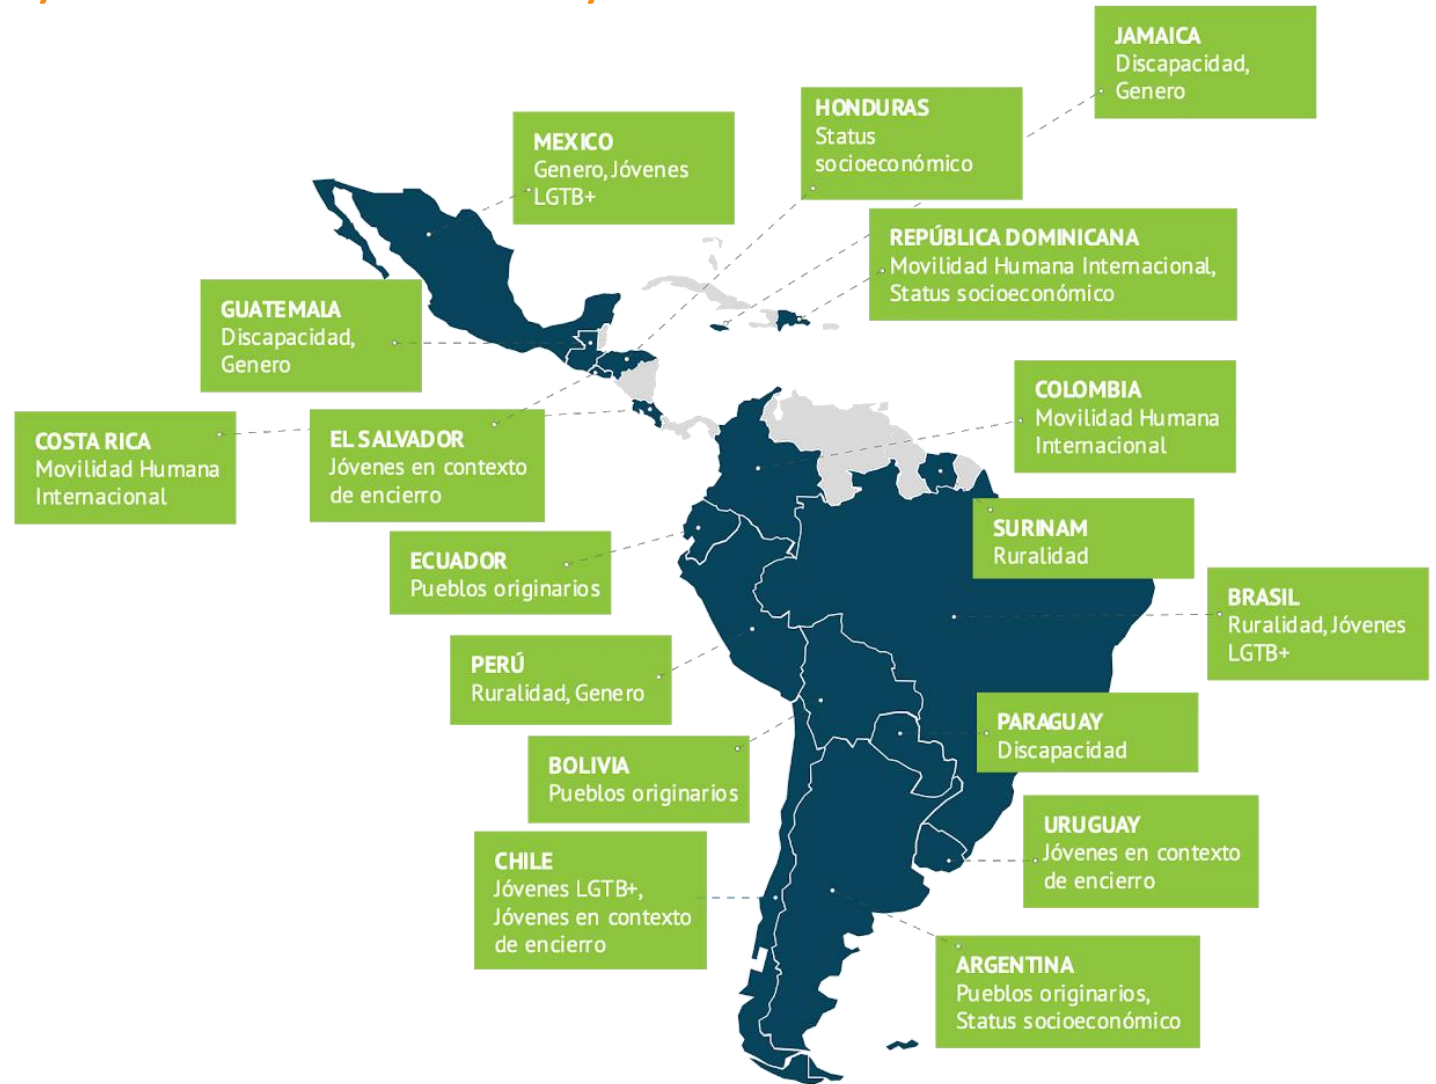 JAMAICA
Discapacidad,
Genero
HONDURAS
Status
socioeconómico
MEXICO
Genero, Jóvenes
LGTB+
REPÚBLICA DOMINICANA
Movilidad Humana Internacional,
Status socioeconómico
GUATEMALA
Discapacidad,
Genero
COLOMBIA
Movilidad Humana
Internacional
COSTA RICA
Movilidad Humana
Internacional
EL SALVADOR
Jóvenes en contexto
de encierro
SURINAM
Ruralidad
ECUADOR
Pueblos originarios
BRASIL
Ruralidad, Jóvenes
LGTB+
PERÚ
Ruralidad, Genero
PARAGUAY
Discapacidad
BOLIVIA
Pueblos originarios
URUGUAY
Jóvenes en contexto
de encierro
CHILE
Jóvenes LGTB+,
Jóvenes en contexto
de encierro
ARGENTINA
Pueblos originarios,
Status socioeconómico